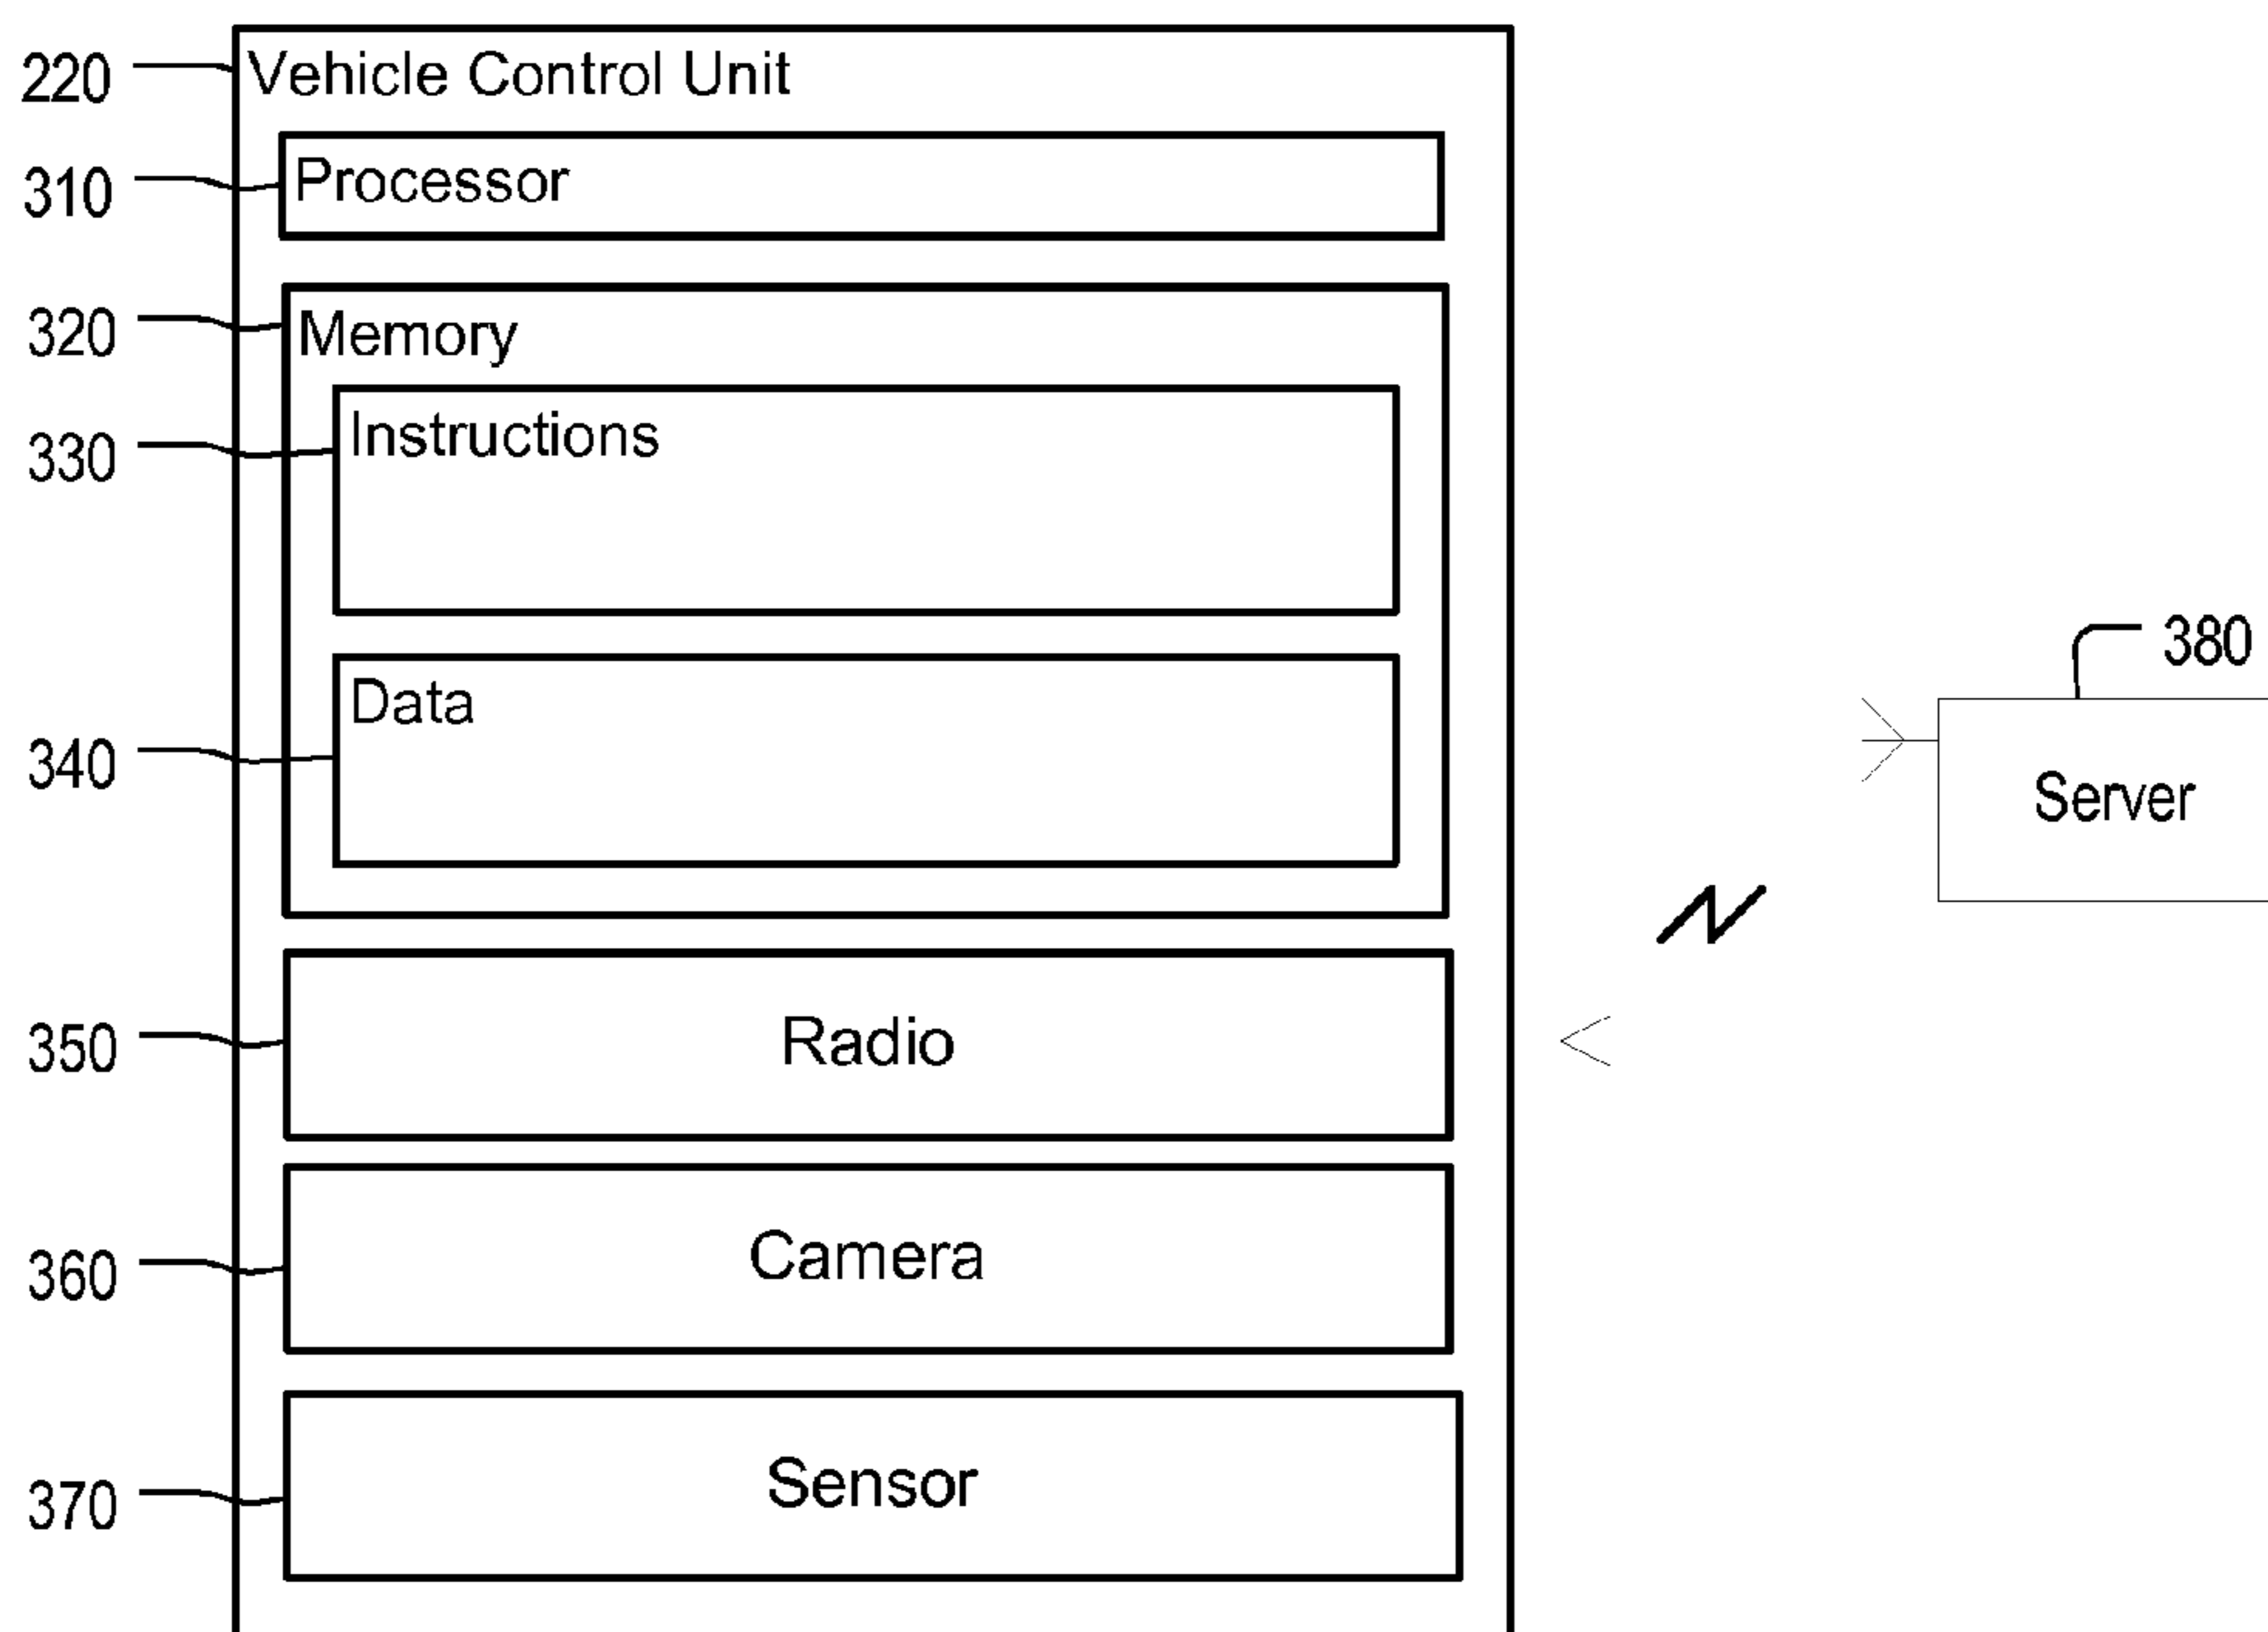 220 Vehicle Control Unit
310 Processor
320 Memory
330 Instructions
380
340 Data
Server
350 Radio
360 Camera
370 Sensor